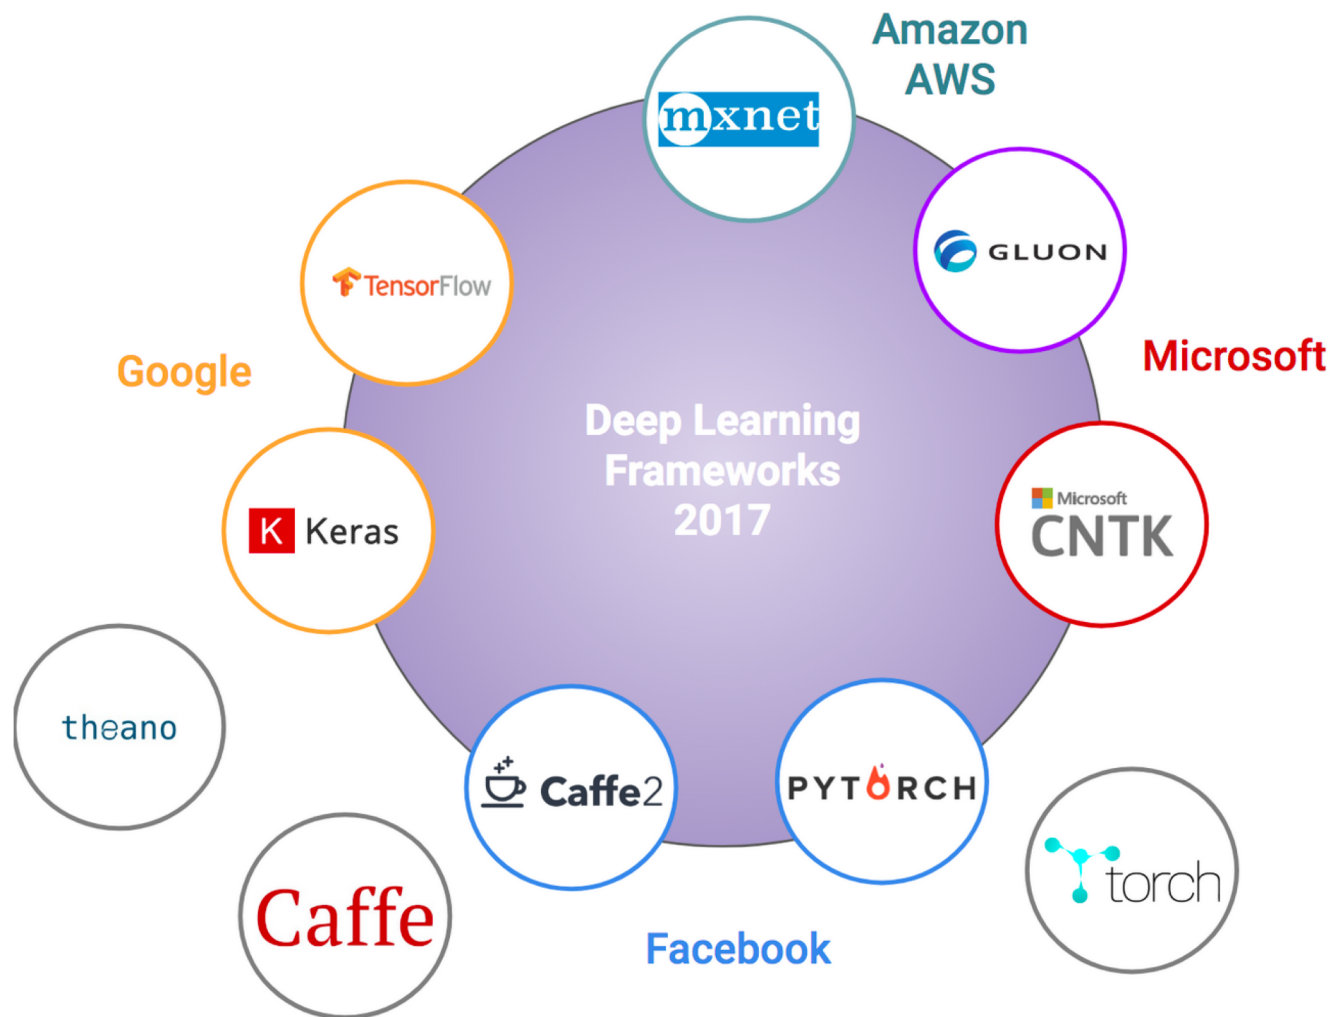 Amazon
AWS
mxnet
GLUON
TensorFlow
Google
Microsoft
Deep Learning
Frameworks
2017
K Keras
Microsoft
CNTK
theano
Caffe2
PYTORCH
Caffe
torch
Facebook